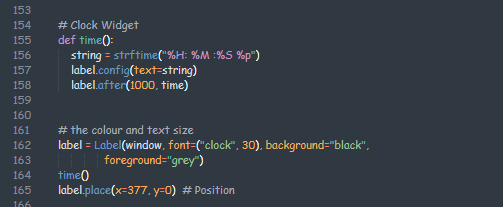 153
154 # Clock Widget
155 def time():
156 string = strftime("%H: %M :%S %p")
157 label.config(text=string)
158 label.after(1000, time)
159
160
161 # the colour and text size
162 label = Label(window, font=("clock", 30), background="black",
163 foreground="grey")
164 time()
165 label.place(x=377, y=0) # Position
166